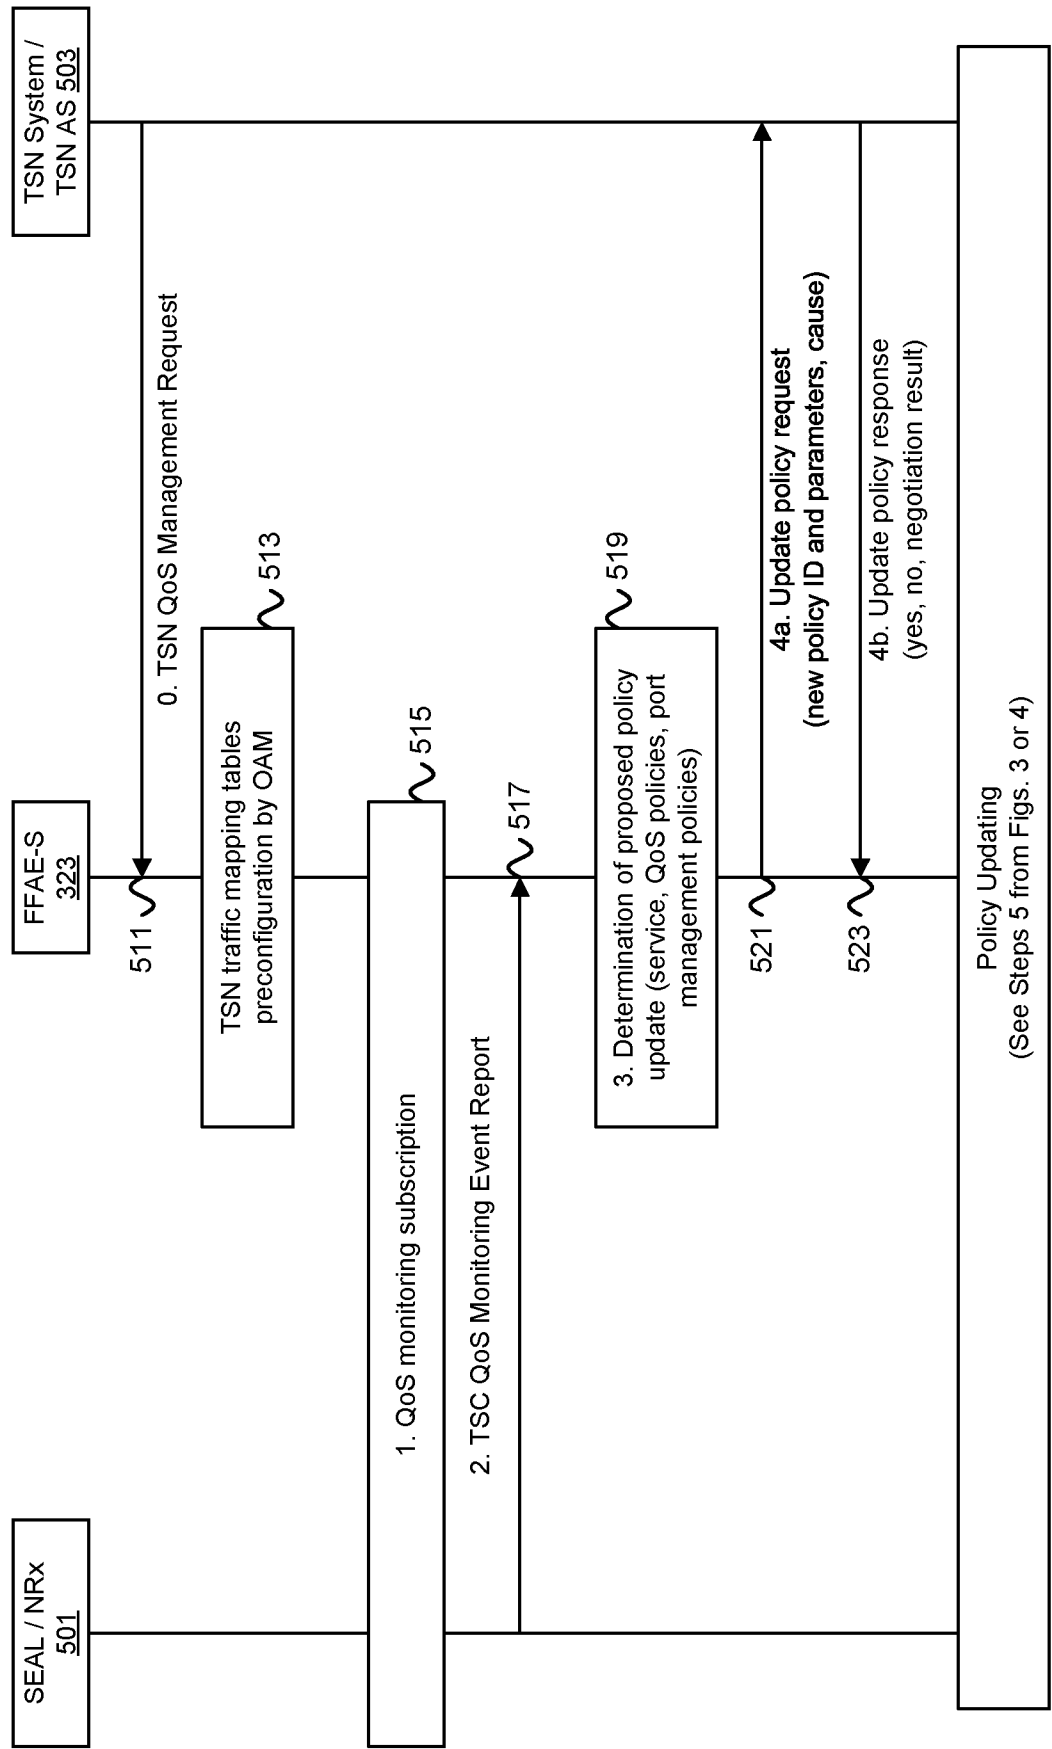 SEAL / NRx
501
FFAE-S
323
TSN System /
TSN AS 503
0. TSN QoS Management Request
511
TSN traffic mapping tables
preconfiguration by OAM
513
1. QoS monitoring subscription
515
2. TSC QoS Monitoring Event Report
517
3. Determination of proposed policy
update (service, QoS policies, port
management policies)
519
4a. Update policy request
(new policy ID and parameters, cause)
521
4b. Update policy response
(yes, no, negotiation result)
523
Policy Updating
(See Steps 5 from Figs. 3 or 4)